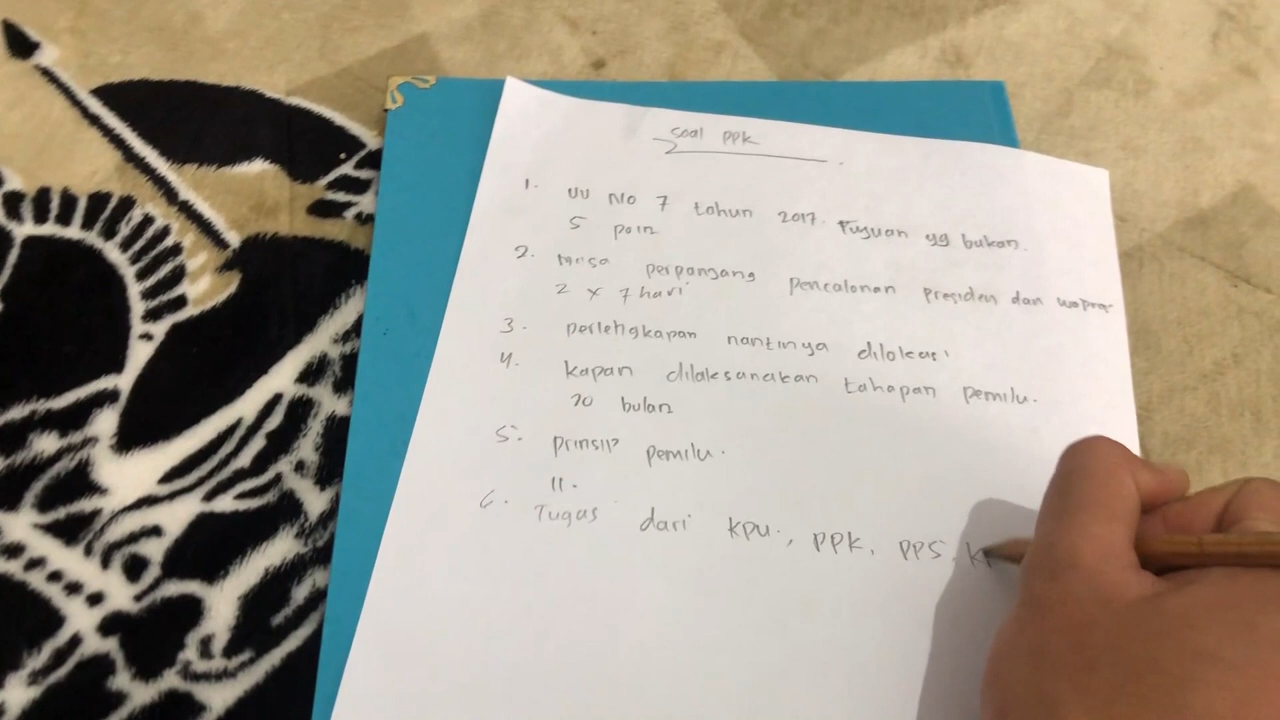 Soal PPK
1. UU No 7 tahun 2017. Tujuan yg bukan.
5 poin
2. Masa perpanjang pencalonan presiden dan wapres
2 x 7 hari
3. perlengkapan nantinya dilokasi
4. kapan dilaksanakan tahapan pemilu.
20 bulan
5. prinsip pemilu.
11.
6. Tugas dari KPU., PPK, PPS,